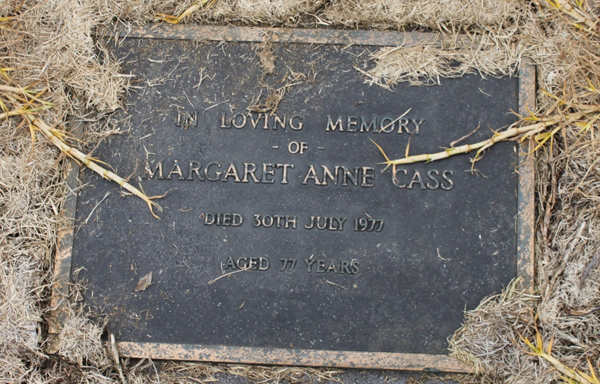 IN LOVING MEMORY
- OF -
MARGARET ANNE CASS
DIED 30TH JULY 1977
AGED 77 YEARS